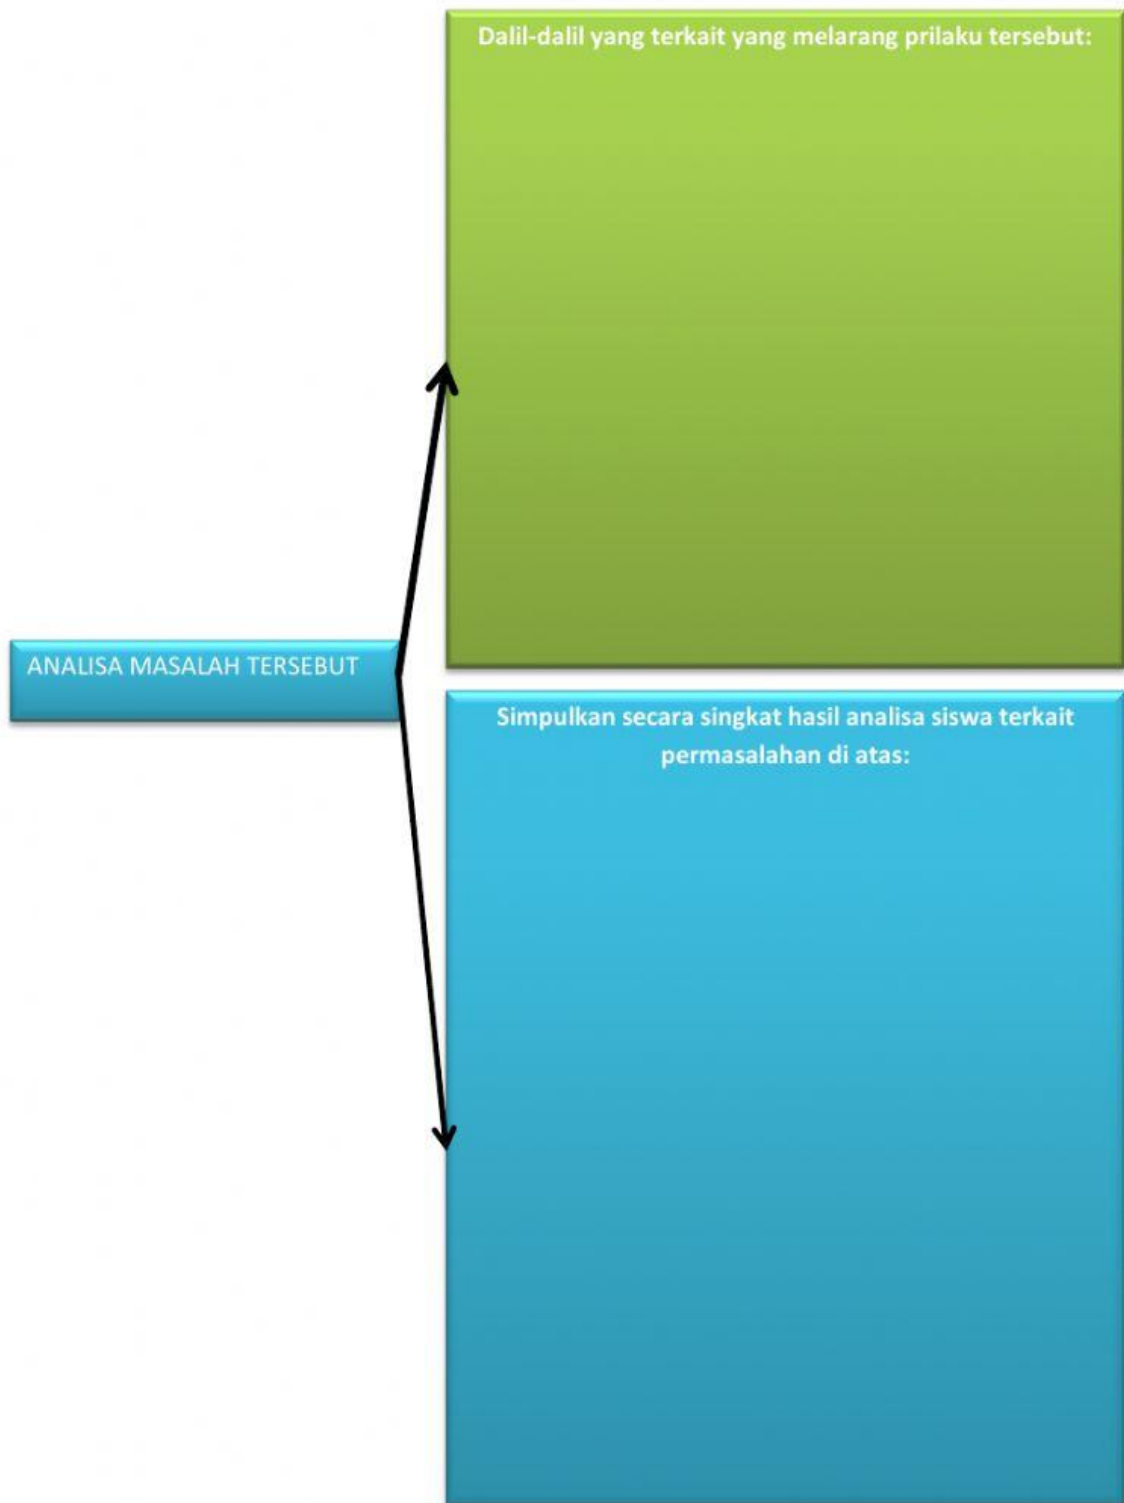 Dalil-dalil yang terkait yang melarang prilaku tersebut:
ANALISA MASALAH TERSEBUT
Simpulkan secara singkat hasil analisa siswa terkait
permasalahan di atas: